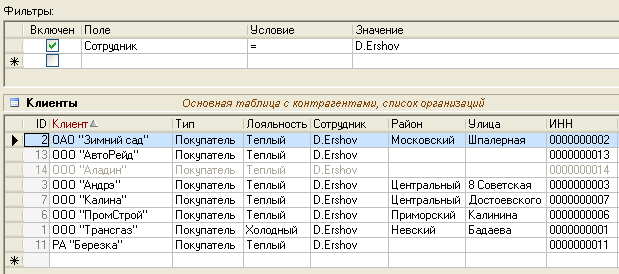 Фильтры:
Включен Поле Условие Значение
Сотрудник = D.Ershov
Клиенты Основная таблица с контрагентами, список организаций
ID Клиент Тип Лояльность Сотрудник Район Улица ИНН
2 ОАО "Зимний сад" Покупатель Теплый D.Ershov Московский Шпалерная 0000000002
13 ООО "АвтоРейд" Покупатель Теплый D.Ershov 0000000013
14 ООО "Аладин" Покупатель Теплый D.Ershov 0000000014
3 ООО "Андрэ" Покупатель Теплый D.Ershov Центральный 8 Советская 0000000003
7 ООО "Калина" Покупатель Теплый D.Ershov Центральный Достоевского 0000000007
6 ООО "ПромСтрой" Покупатель Теплый D.Ershov Приморский Калинина 0000000006
1 ООО "Трансгаз" Покупатель Холодный D.Ershov Невский Бадаева 0000000001
11 РА "Березка" Покупатель Теплый D.Ershov 0000000011